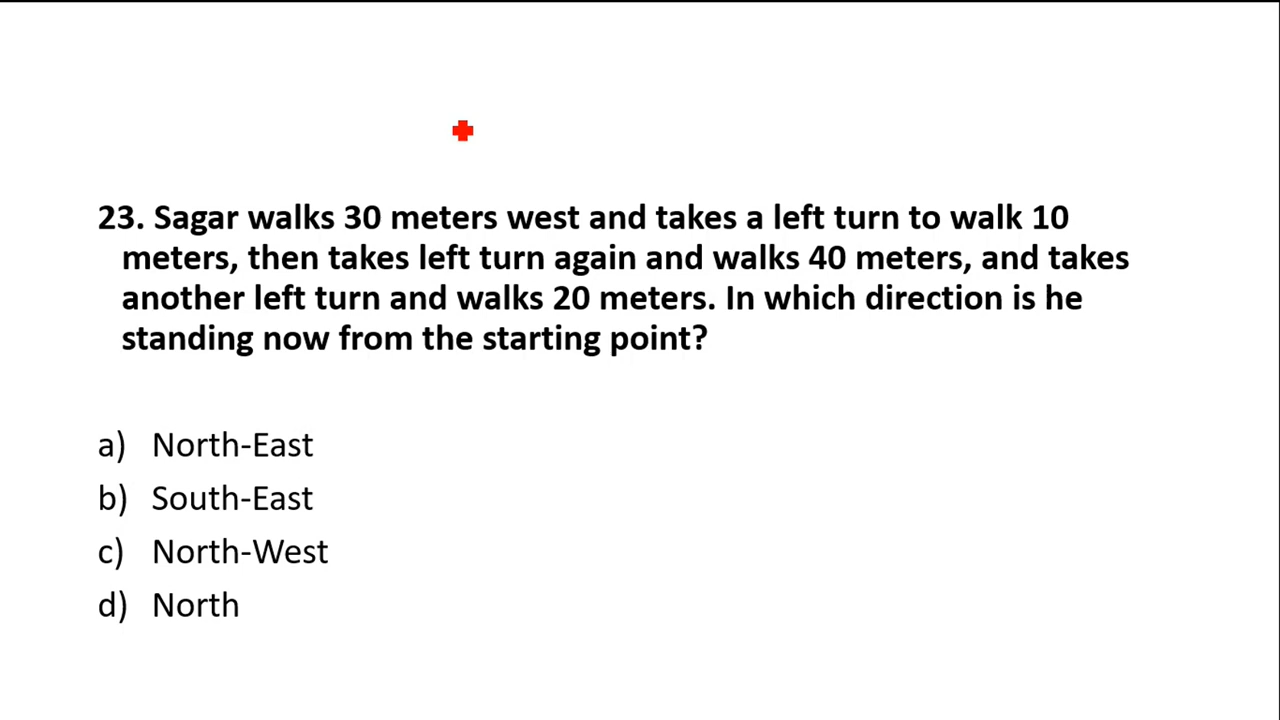 23. Sagar walks 30 meters west and takes a left turn to walk 10
meters, then takes left turn again and walks 40 meters, and takes
another left turn and walks 20 meters. In which direction is he
standing now from the starting point?
a) North-East
b) South-East
c) North-West
d) North